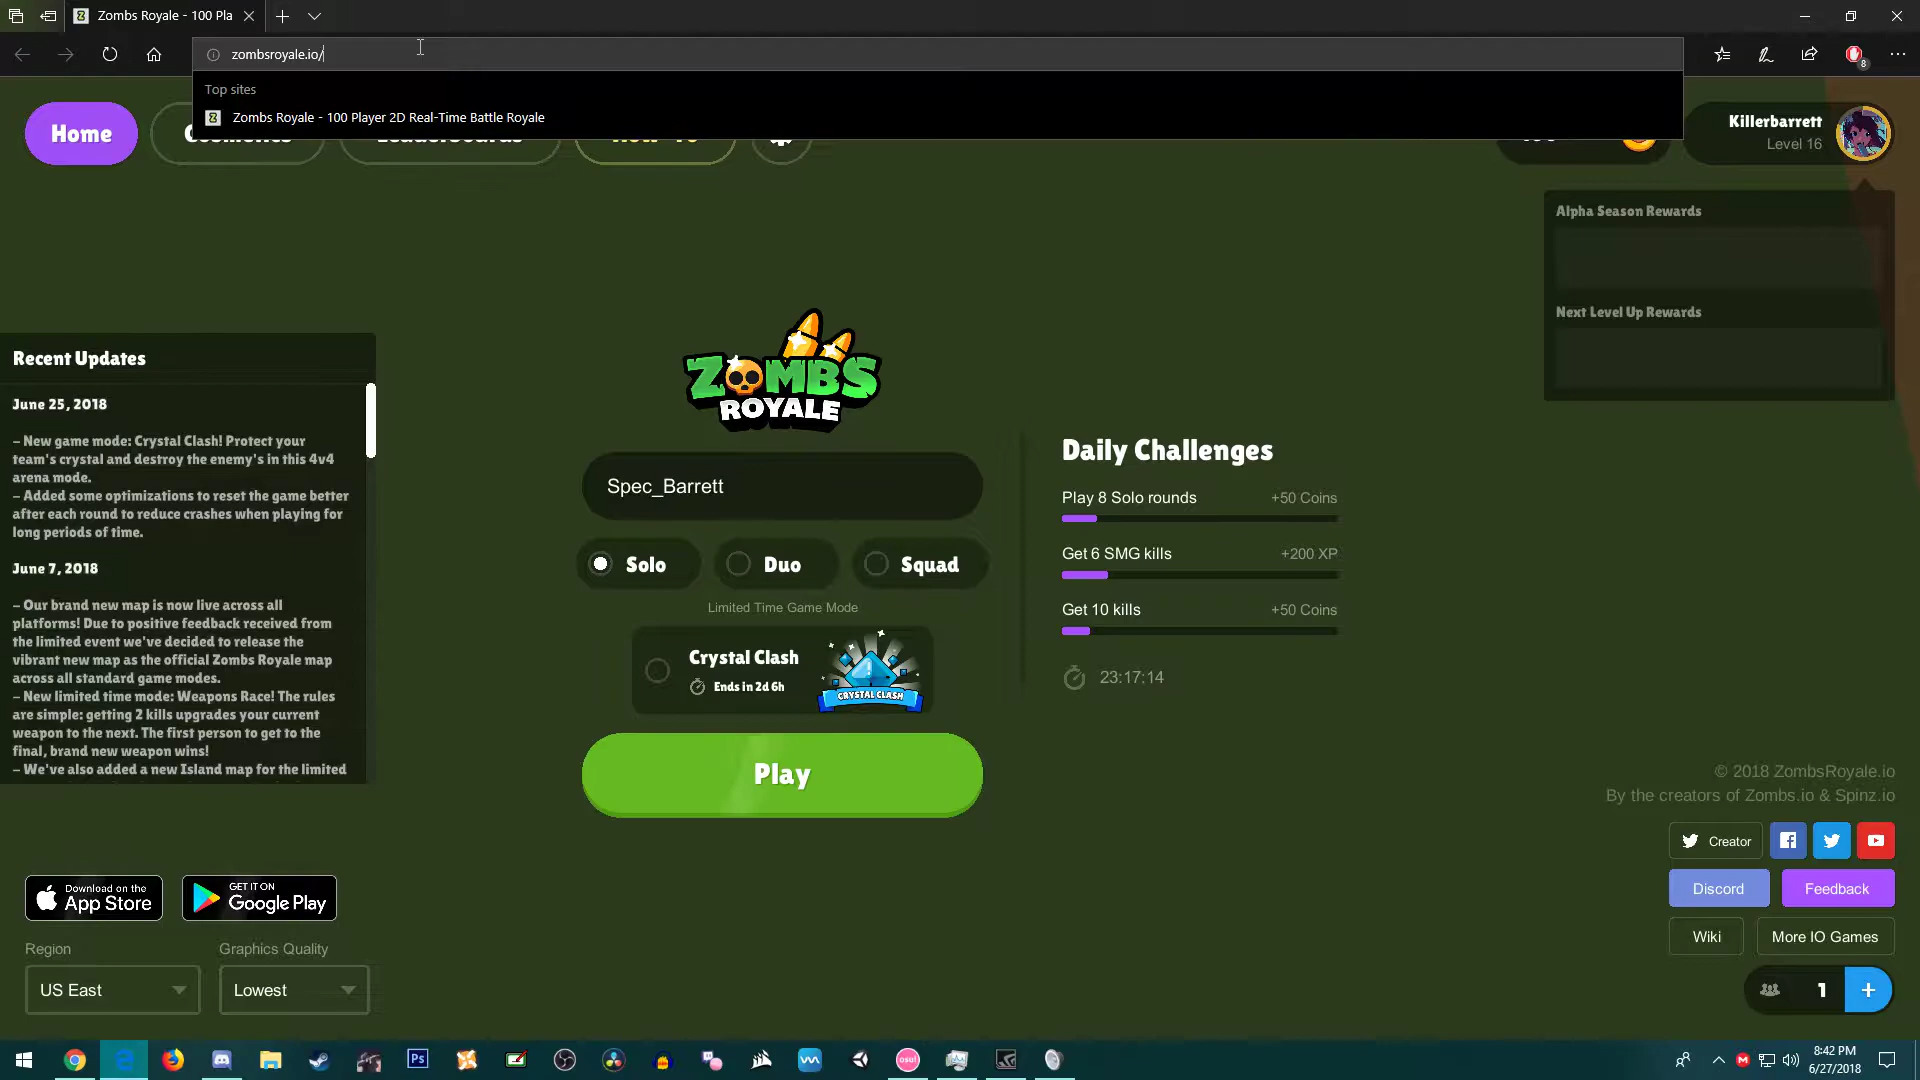 Zombs Royale - 100 Pla
zombsroyale.io/
Top sites
Zombs Royale - 100 Player 2D Real-Time Battle Royale
8
Home
Cosmetics
Leaderboards
Killerbarrett
Level 16
Alpha Season Rewards
Next Level Up Rewards
Recent Updates
June 25, 2018
– New game mode: Crystal Clash! Protect your
team's crystal and destroy the enemy's in this 4v4
arena mode.
– Added some optimizations to reset the game better
after each round to reduce crashes when playing for
long periods of time.
June 7, 2018
– Our brand new map is now live across all
platforms! Due to positive feedback received from
the limited event we've decided to release the
vibrant new map as the official Zombs Royale map
across all standard game modes.
– New limited time mode: Weapons Race! The rules
are simple: getting 2 kills upgrades your current
weapon to the next. The first person to get to the
final, brand new weapon wins!
– We've also added a new Island map for the limited
ZOMBS
ROYALE
Spec_Barrett
Solo
Duo
Squad
Limited Time Game Mode
Crystal Clash
Ends in 2d 6h
CRYSTAL CLASH
Play
Daily Challenges
Play 8 Solo rounds +50 Coins
Get 6 SMG kills +200 XP
Get 10 kills +50 Coins
23:17:14
© 2018 ZombsRoyale.io
By the creators of Zombs.io & Spinz.io
Creator
Discord
Feedback
Wiki
More IO Games
1 +
Download on the
App Store
GET IT ON
Google Play
Region
US East
Graphics Quality
Lowest
Ps
osu!
8:42 PM
6/27/2018